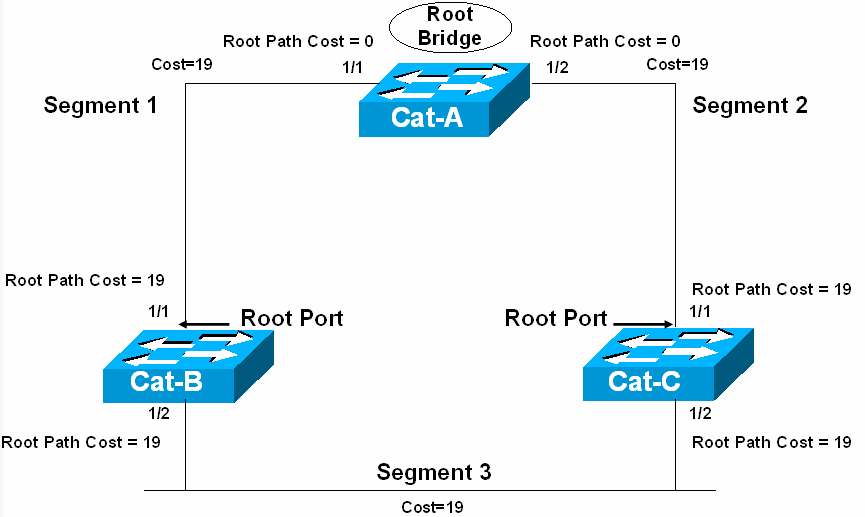 Root
Bridge
Root Path Cost = 0
Root Path Cost = 0
Cost=19
1/1
1/2
Cost=19
Segment 1
Cat-A
Segment 2
Root Path Cost = 19
Root Path Cost = 19
1/1
Root Port
Root Port
1/1
Cat-B
Cat-C
1/2
1/2
Root Path Cost = 19
Root Path Cost = 19
Segment 3
Cost=19